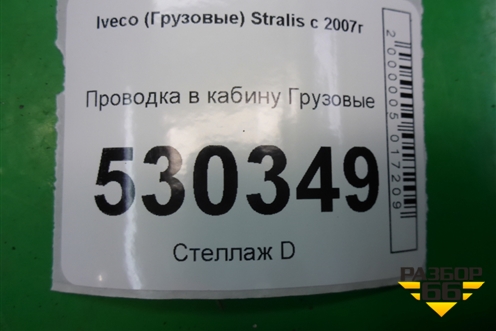 Iveco (Грузовые) Stralis с 2007г
Проводка в кабину Грузовые
530349
Стеллаж D
2000005017209
РАЗБОР
66